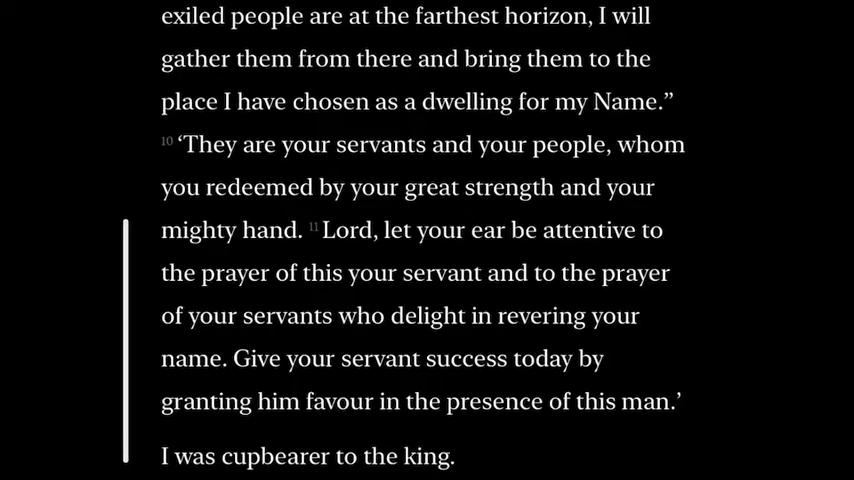 exiled people are at the farthest horizon, I will
gather them from there and bring them to the
place I have chosen as a dwelling for my Name.”
10 ‘They are your servants and your people, whom
you redeemed by your great strength and your
mighty hand. 11 Lord, let your ear be attentive to
the prayer of this your servant and to the prayer
of your servants who delight in revering your
name. Give your servant success today by
granting him favour in the presence of this man.’
I was cupbearer to the king.